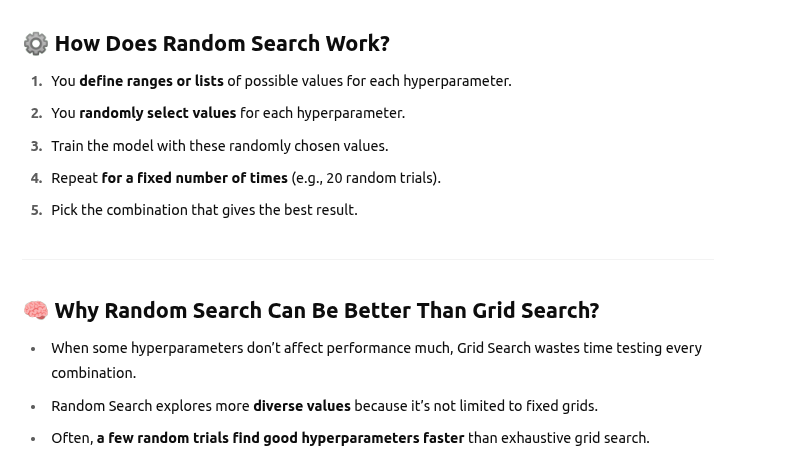 ⚙️ How Does Random Search Work?
1. You define ranges or lists of possible values for each hyperparameter.
2. You randomly select values for each hyperparameter.
3. Train the model with these randomly chosen values.
4. Repeat for a fixed number of times (e.g., 20 random trials).
5. Pick the combination that gives the best result.
🧠 Why Random Search Can Be Better Than Grid Search?
• When some hyperparameters don’t affect performance much, Grid Search wastes time testing every
combination.
• Random Search explores more diverse values because it’s not limited to fixed grids.
• Often, a few random trials find good hyperparameters faster than exhaustive grid search.